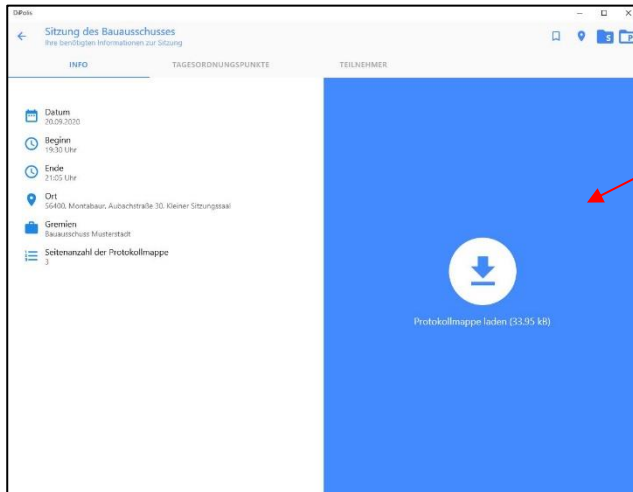 DiPolis
Sitzung des Bauausschusses
Ihre benötigten Informationen zur Sitzung
S
P
INFO
TAGESORDNUNGSPUNKTE
TEILNEHMER
Datum
20.09.2020
Beginn
19:30 Uhr
Ende
21:05 Uhr
Ort
56400, Montabaur, Aubachstraße 30. Kleiner Sitzungssaal
Gremien
Bauausschuss Musterstadt
Seitenanzahl der Protokollmappe
3
Protokollmappe laden (33.95 kB)